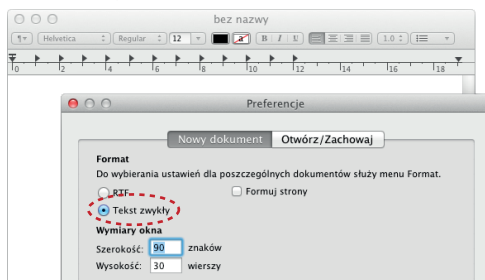 bez nazwy
¶ Helvetica Regular 12 B I U 1.0
0 2 4 6 8 10 12 14 16 18
Preferencje
Nowy dokument Otwórz/Zachowaj
Format
Do wybierania ustawień dla poszczególnych dokumentów służy menu Format.
RTF Formuj strony
Tekst zwykły
Wymiary okna
Szerokość: 90 znaków
Wysokość: 30 wierszy